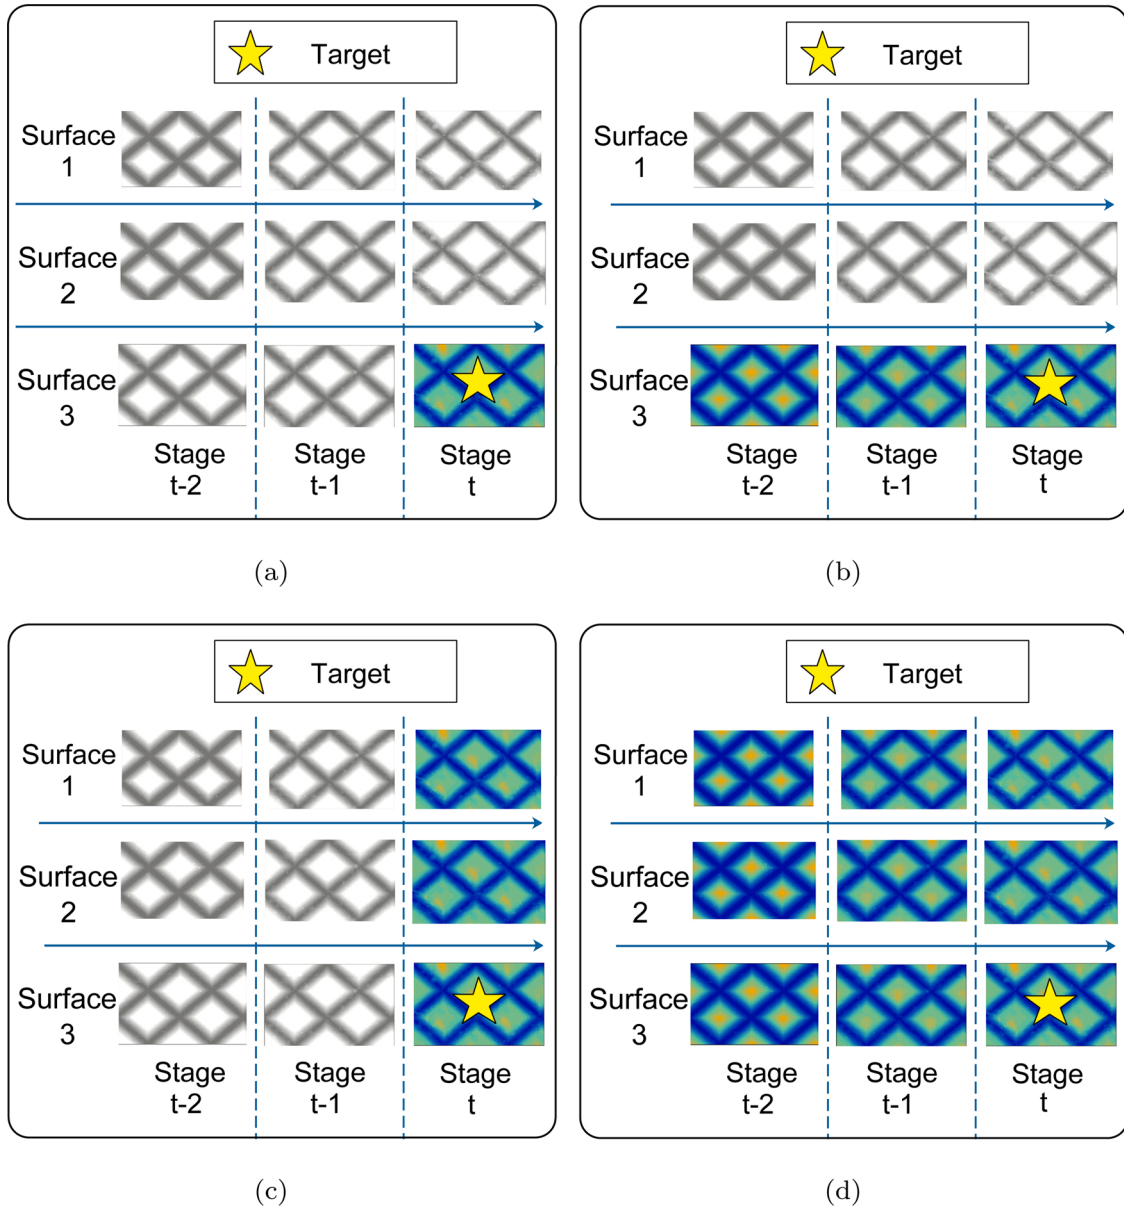 Target
Surface
1
Surface
2
Surface
3
Stage
t-2
Stage
t-1
Stage
t
(a)
Target
Surface
1
Surface
2
Surface
3
Stage
t-2
Stage
t-1
Stage
t
(b)
Target
Surface
1
Surface
2
Surface
3
Stage
t-2
Stage
t-1
Stage
t
(c)
Target
Surface
1
Surface
2
Surface
3
Stage
t-2
Stage
t-1
Stage
t
(d)